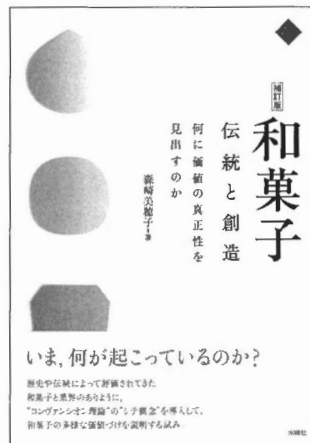 補訂版
和菓子
伝統と創造
何に価値の真正性を
見出すのか
森崎美穂子・著
いま、何が起こっているのか?
歴史や伝統によって評価されてきた
和菓子と業界のありように、
"コンヴァンシオン理論"の"シテ概念"を導入して、
和菓子の多様な価値づけを説明する試み
水曜社